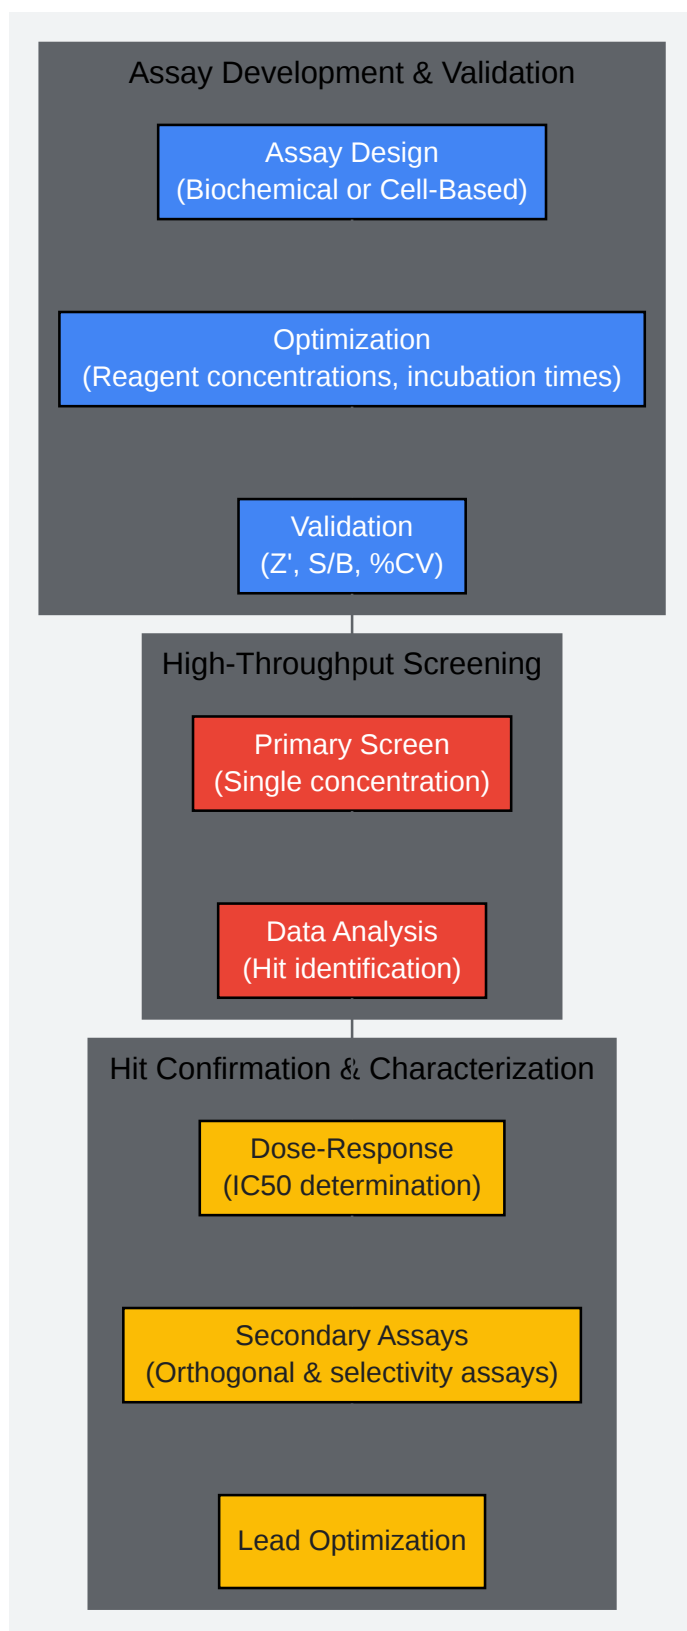 Assay Development & Validation
Assay Design
(Biochemical or Cell-Based)
Optimization
(Reagent concentrations, incubation times)
Validation
(Z', S/B, %CV)
High-Throughput Screening
Primary Screen
(Single concentration)
Data Analysis
(Hit identification)
Hit Confirmation & Characterization
Dose-Response
(IC50 determination)
Secondary Assays
(Orthogonal & selectivity assays)
Lead Optimization